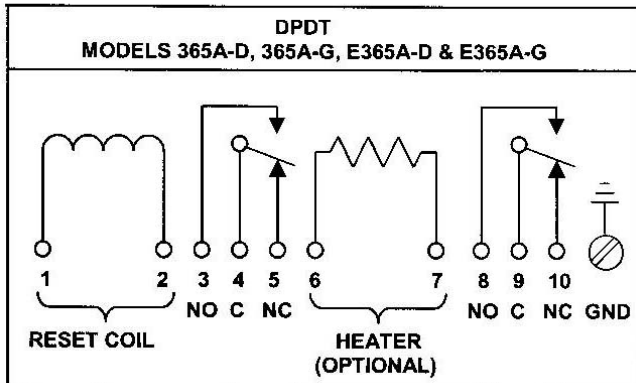 DPDT
MODELS 365A-D, 365A-G, E365A-D & E365A-G
1 2 3 4 5 6 7 8 9 10
NO C NC NO C NC GND
RESET COIL HEATER
(OPTIONAL)